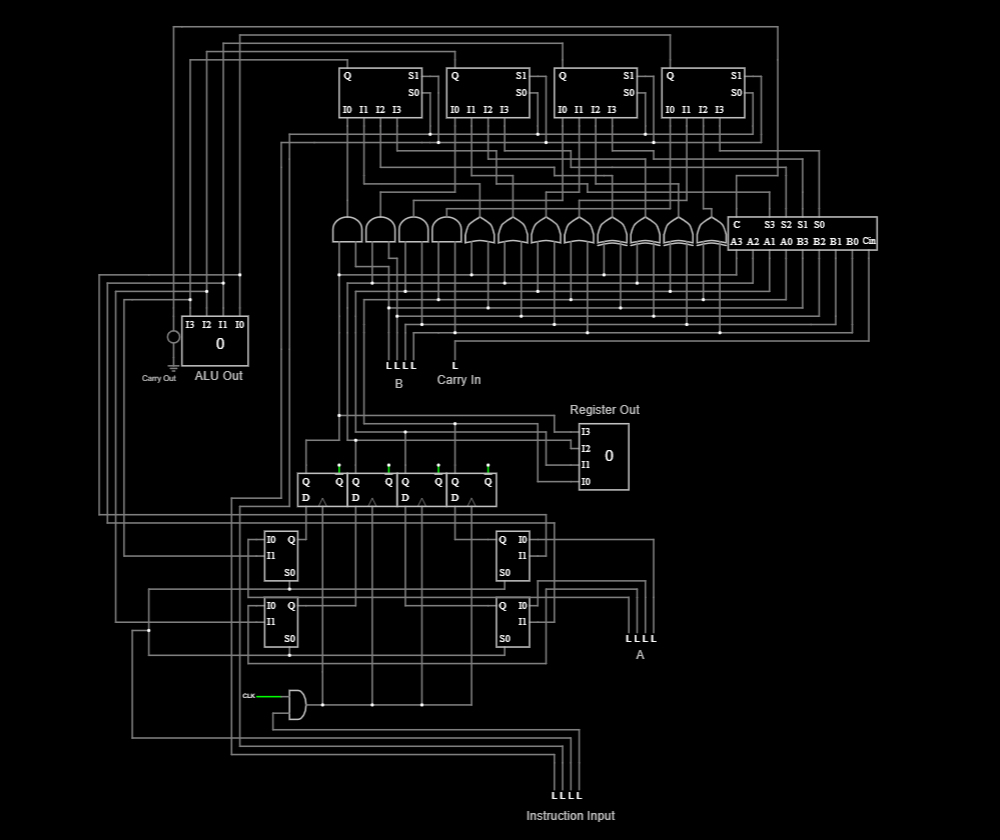 Q S1 Q S1 Q S1 Q S1
S0 S0 S0 S0
I0 I1 I2 I3 I0 I1 I2 I3 I0 I1 I2 I3 I0 I1 I2 I3
C S3 S2 S1 S0
A3 A2 A1 A0 B3 B2 B1 B0 Cin
I3 I2 I1 I0
0
Carry Out
ALU Out
L L L L
B
L
Carry In
Register Out
I3
I2
0
I1
I0
Q Q Q Q Q Q Q Q
D D D D
I0 Q Q I0
I1 I1
S0 S0
I0 Q Q I0
I1 I1
S0 S0
L L L L
A
CLK
L L L L
Instruction Input